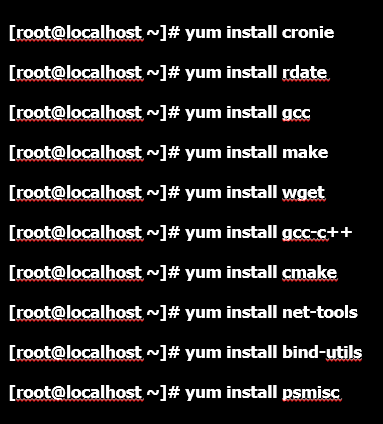 [root@localhost ~]# yum install cronie
[root@localhost ~]# yum install rdate
[root@localhost ~]# yum install gcc
[root@localhost ~]# yum install make
[root@localhost ~]# yum install wget
[root@localhost ~]# yum install gcc-c++
[root@localhost ~]# yum install cmake
[root@localhost ~]# yum install net-tools
[root@localhost ~]# yum install bind-utils
[root@localhost ~]# yum install psmisc